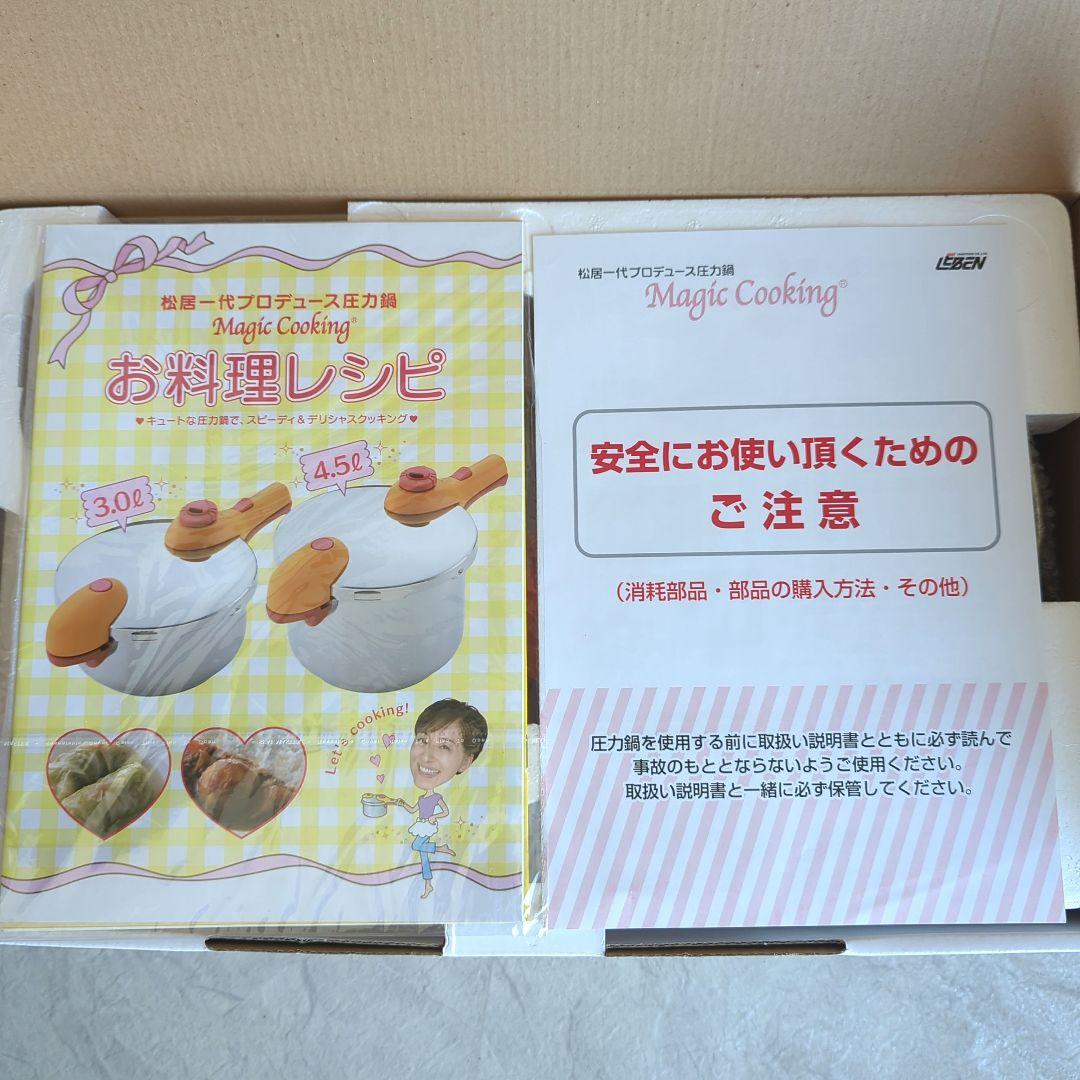 松居一代プロデュース圧力鍋
Magic Cooking®
お料理レシピ
♥キュートな圧力鍋で、スピーディ&デリシャスクッキング♥
3.0ℓ
4.5ℓ
Let's cooking!
松居一代プロデュース圧力鍋
Magic Cooking®
LEBEN
安全にお使い頂くための
ご注意
(消耗部品・部品の購入方法・その他)
圧力鍋を使用する前に取扱い説明書とともに必ず読んで
事故のもととならないようご使用ください。
取扱い説明書と一緒に必ず保管してください。